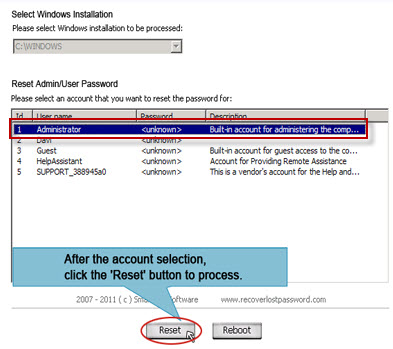 Select Windows Installation
Please select Windows installation to be processed:
C:\WINDOWS
Reset Admin/User Password
Please select an account that you want to reset the password for:
Id User name Password Description
1 Administrator <unknown> Built-in account for administering the comp...
2 Davi <unknown>
3 Guest <unknown> Built-in account for guest access to the co...
4 HelpAssistant <unknown> Account for Providing Remote Assistance
5 SUPPORT_388945a0 <unknown> This is a vendor's account for the Help and...
After the account selection,
click the 'Reset' button to process.
2007 - 2011 ( c ) Software www.recoverlostpassword.com
Reset Reboot